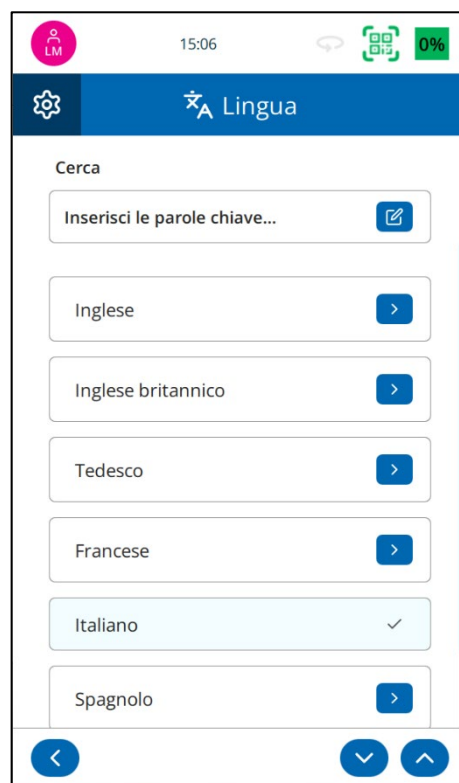 LM
15:06
0%
Lingua
Cerca
Inserisci le parole chiave...
Inglese
Inglese britannico
Tedesco
Francese
Italiano
Spagnolo